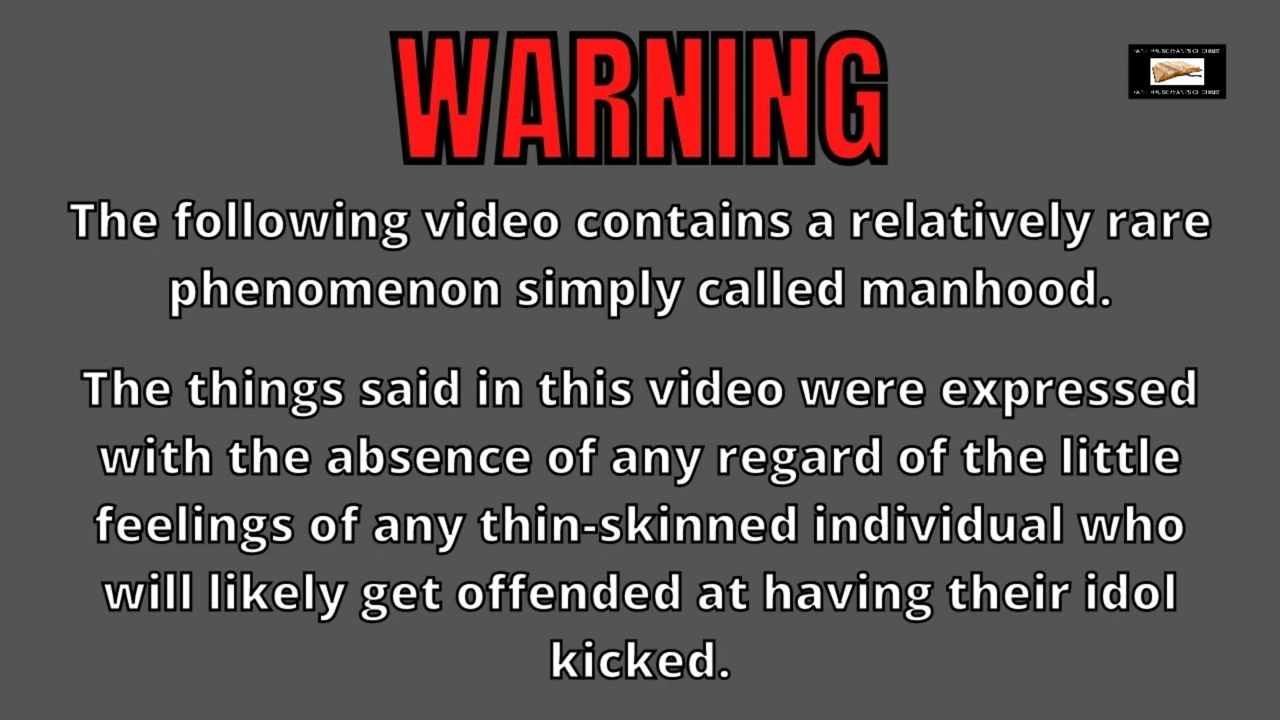 WARNING
The following video contains a relatively rare
phenomenon simply called manhood.
The things said in this video were expressed
with the absence of any regard of the little
feelings of any thin-skinned individual who
will likely get offended at having their idol
kicked.